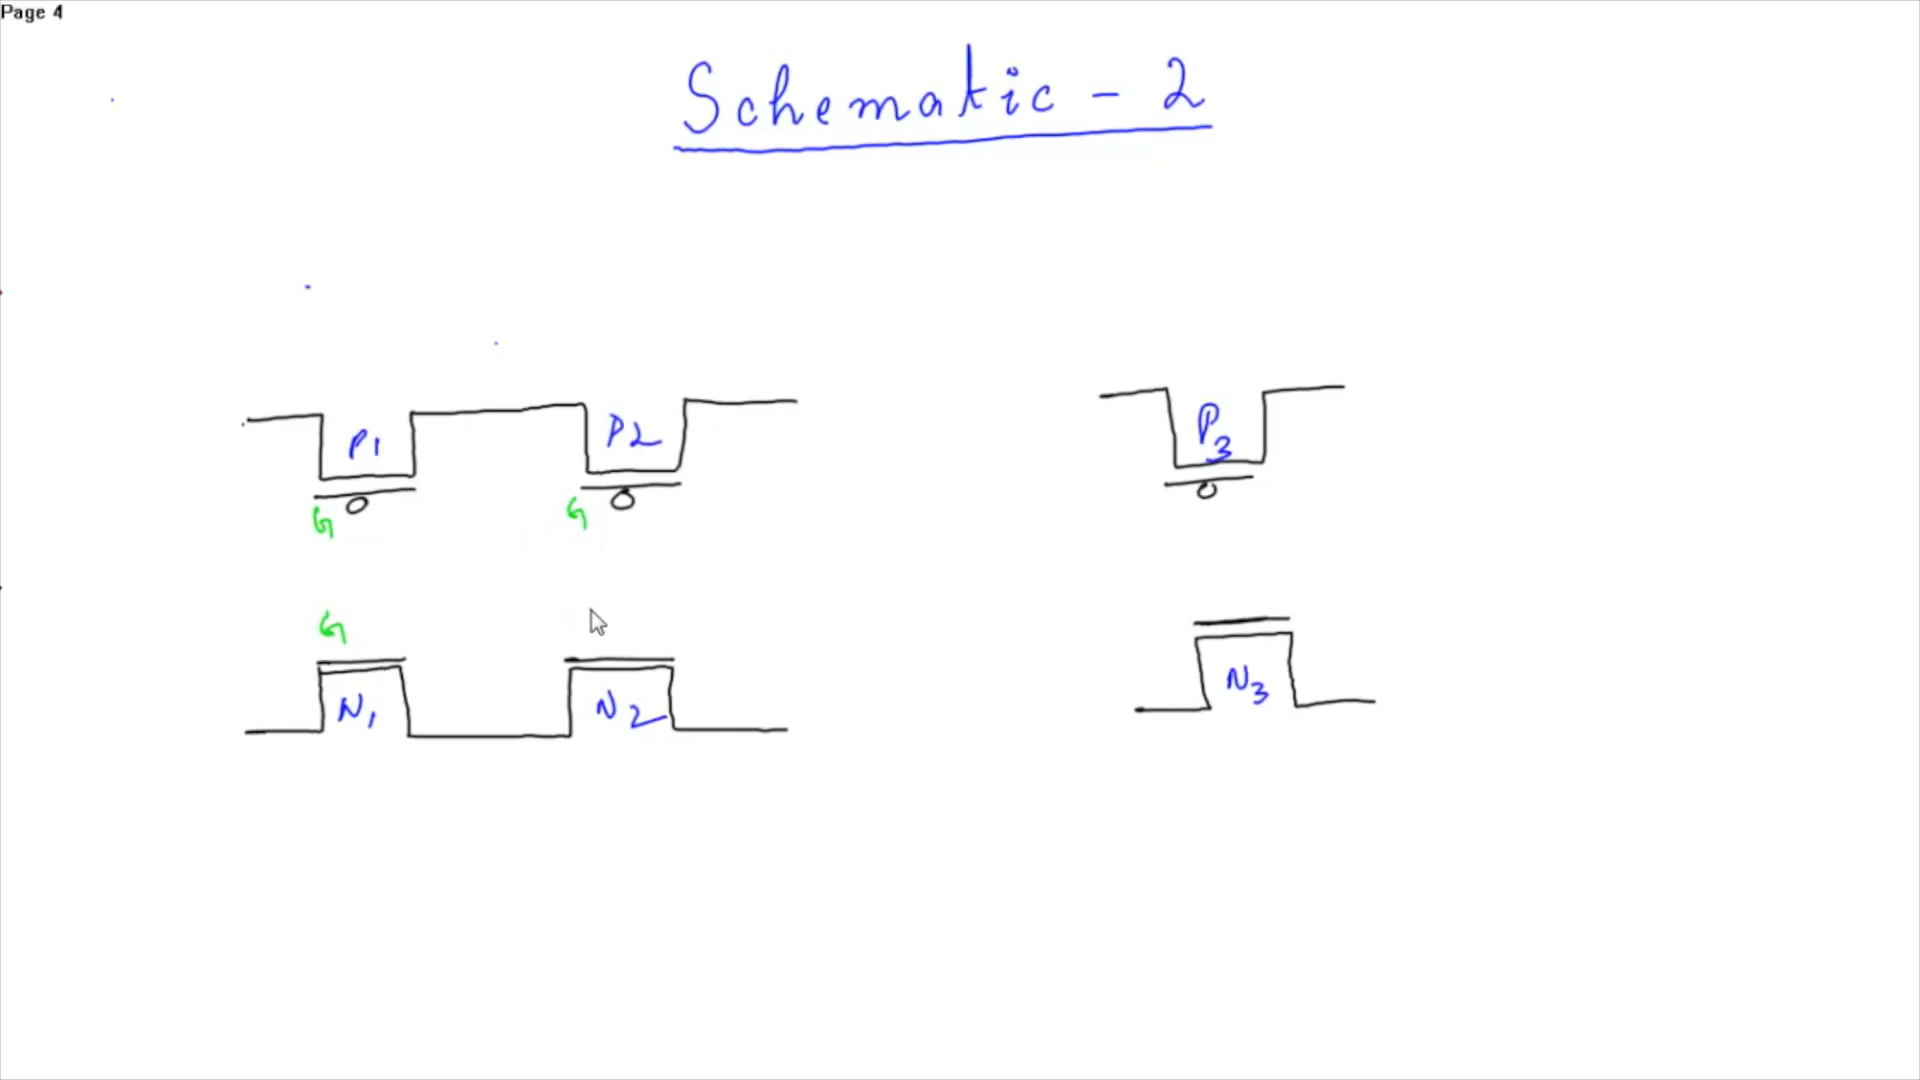 Page 4
Schematic - 2
P1 P2 P3
G G
G
N1 N2 N3